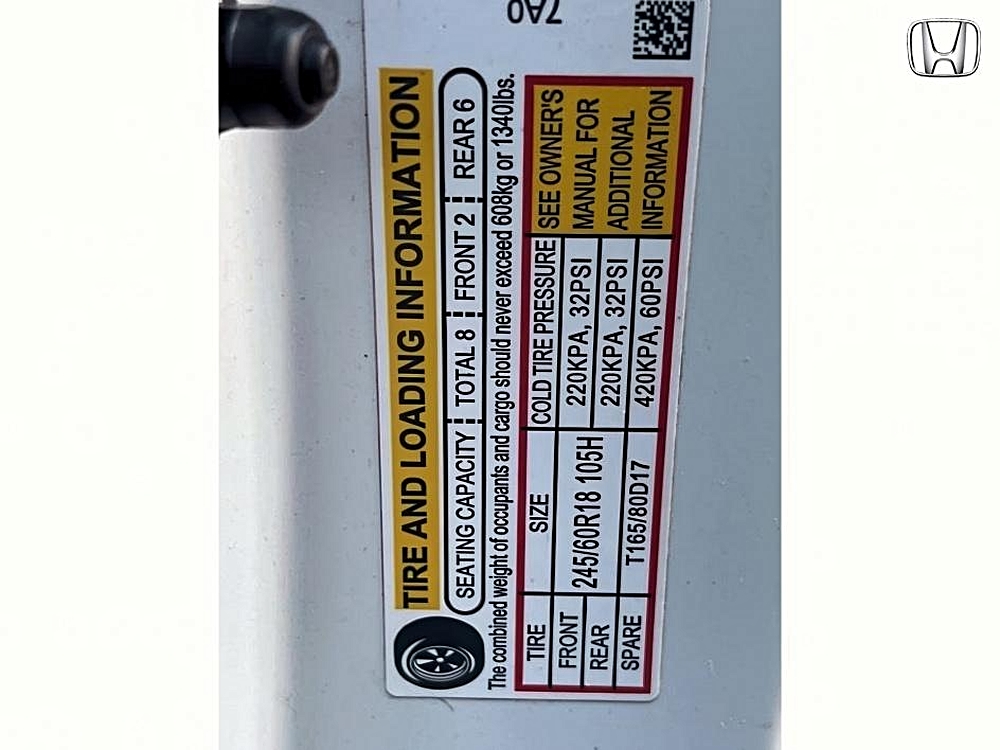 7A0
TIRE AND LOADING INFORMATION
SEATING CAPACITY TOTAL 8 FRONT 2 REAR 6
The combined weight of occupants and cargo should never exceed 608kg or 1340lbs.
TIRE SIZE COLD TIRE PRESSURE
FRONT 245/60R18 105H 220KPA, 32PSI
REAR 220KPA, 32PSI
SPARE T165/80D17 420KPA, 60PSI
SEE OWNER'S
MANUAL FOR
ADDITIONAL
INFORMATION